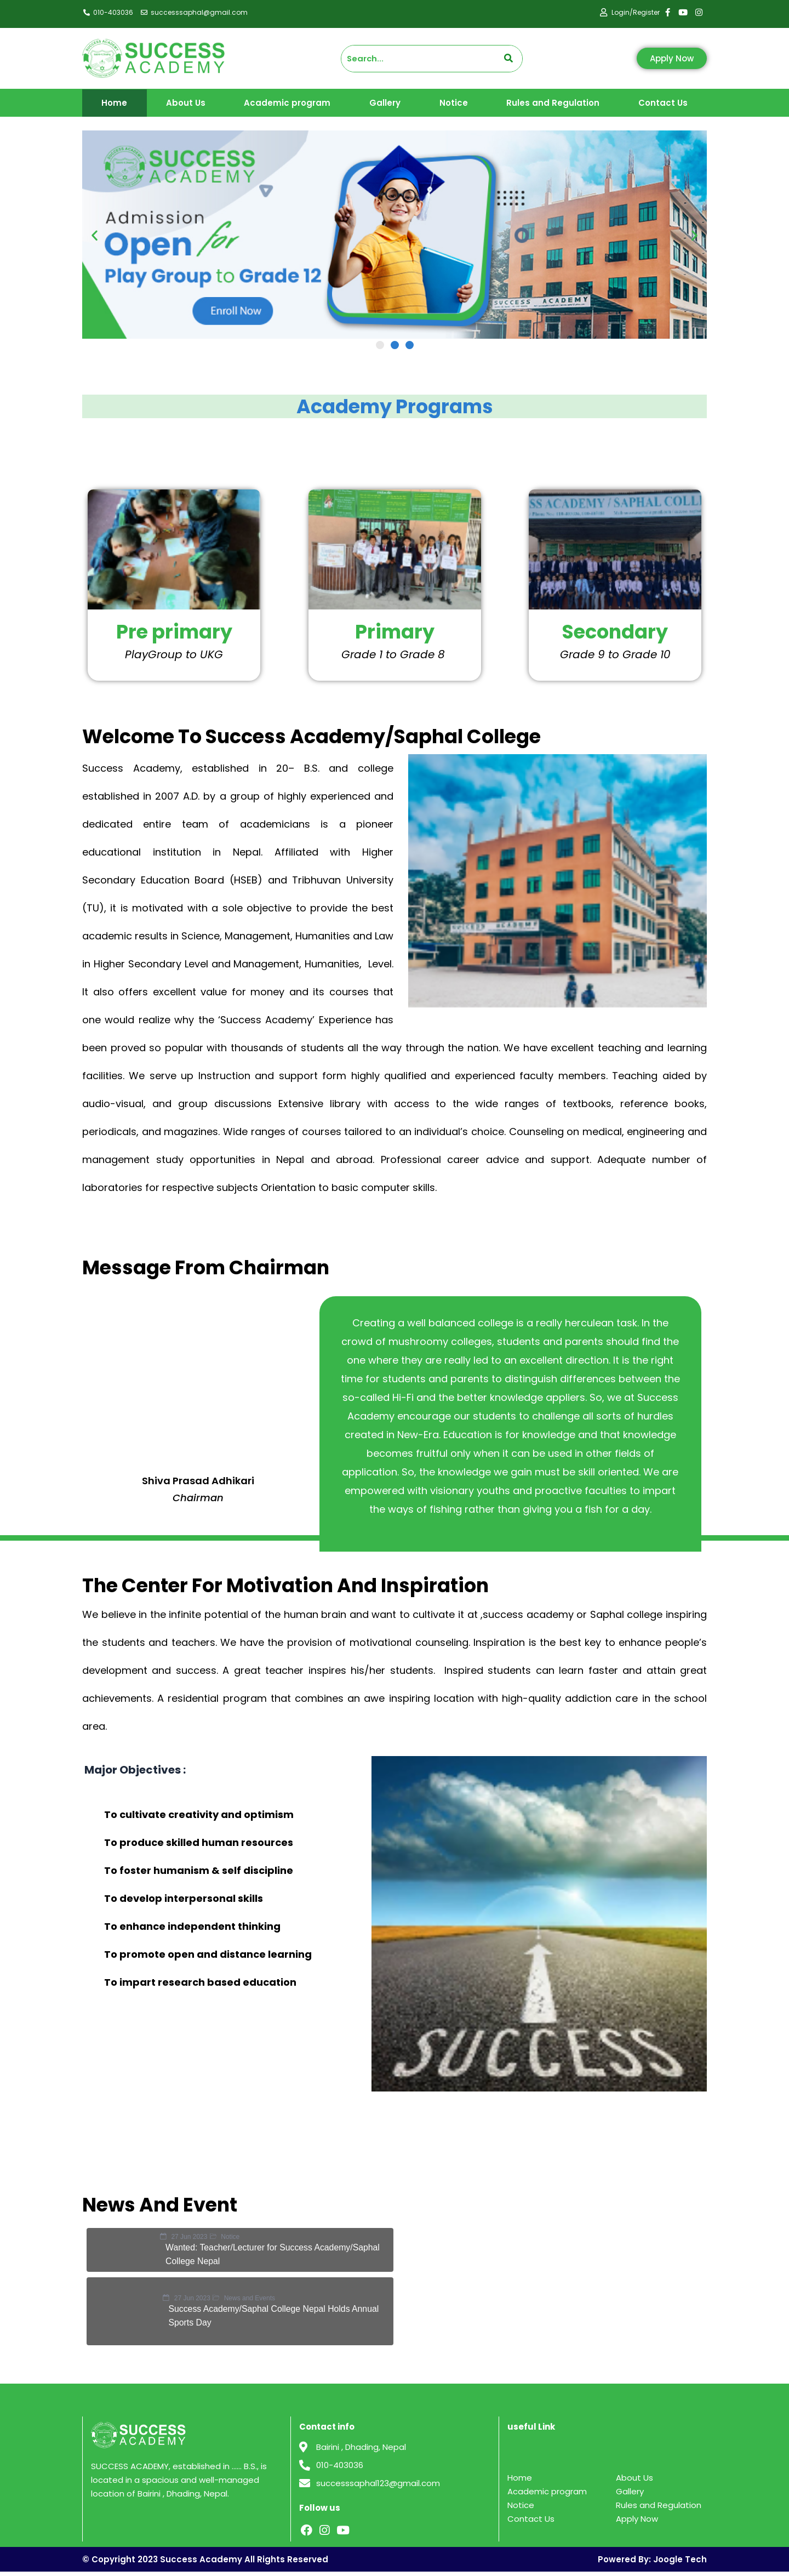 010-403036 successsaphal@gmail.com Login/Register
SUCCESS
ACADEMY
Search...
Apply Now
Home About Us Academic program Gallery Notice Rules and Regulation Contact Us
SUCCESS
ACADEMY
Admission
Open for
Play Group to Grade 12
Enroll Now
SUCCESS ACADEMY
Academy Programs
SS ACADEMY / SAPHAL COLL
Pre primary
PlayGroup to UKG
Primary
Grade 1 to Grade 8
Secondary
Grade 9 to Grade 10
Welcome To Success Academy/Saphal College
Success Academy, established in 20– B.S. and college
established in 2007 A.D. by a group of highly experienced and
dedicated entire team of academicians is a pioneer
educational institution in Nepal. Affiliated with Higher
Secondary Education Board (HSEB) and Tribhuvan University
(TU), it is motivated with a sole objective to provide the best
academic results in Science, Management, Humanities and Law
in Higher Secondary Level and Management, Humanities, Level.
It also offers excellent value for money and its courses that
one would realize why the ‘Success Academy’ Experience has
been proved so popular with thousands of students all the way through the nation. We have excellent teaching and learning
facilities. We serve up Instruction and support form highly qualified and experienced faculty members. Teaching aided by
audio-visual, and group discussions Extensive library with access to the wide ranges of textbooks, reference books,
periodicals, and magazines. Wide ranges of courses tailored to an individual’s choice. Counseling on medical, engineering and
management study opportunities in Nepal and abroad. Professional career advice and support. Adequate number of
laboratories for respective subjects Orientation to basic computer skills.
SUCCESS ACADEMY
Message From Chairman
Creating a well balanced college is a really herculean task. In the
crowd of mushroomy colleges, students and parents should find the
one where they are really led to an excellent direction. It is the right
time for students and parents to distinguish differences between the
so-called Hi-Fi and the better knowledge appliers. So, we at Success
Academy encourage our students to challenge all sorts of hurdles
created in New-Era. Education is for knowledge and that knowledge
becomes fruitful only when it can be used in other fields of
application. So, the knowledge we gain must be skill oriented. We are
empowered with visionary youths and proactive faculties to impart
the ways of fishing rather than giving you a fish for a day.
Shiva Prasad Adhikari
Chairman
The Center For Motivation And Inspiration
We believe in the infinite potential of the human brain and want to cultivate it at ,success academy or Saphal college inspiring
the students and teachers. We have the provision of motivational counseling. Inspiration is the best key to enhance people’s
development and success. A great teacher inspires his/her students. Inspired students can learn faster and attain great
achievements. A residential program that combines an awe inspiring location with high-quality addiction care in the school
area.
Major Objectives :
To cultivate creativity and optimism
To produce skilled human resources
To foster humanism & self discipline
To develop interpersonal skills
To enhance independent thinking
To promote open and distance learning
To impart research based education
SUCCESS
News And Event
27 Jun 2023 Notice
Wanted: Teacher/Lecturer for Success Academy/Saphal
College Nepal
27 Jun 2023 News and Events
Success Academy/Saphal College Nepal Holds Annual
Sports Day
SUCCESS
ACADEMY
SUCCESS ACADEMY, established in ...... B.S., is
located in a spacious and well-managed
location of Bairini , Dhading, Nepal.
Contact info
Bairini , Dhading, Nepal
010-403036
successsaphal123@gmail.com
Follow us
useful Link
Home About Us
Academic program Gallery
Notice Rules and Regulation
Contact Us Apply Now
© Copyright 2023 Success Academy All Rights Reserved Powered By: Joogle Tech